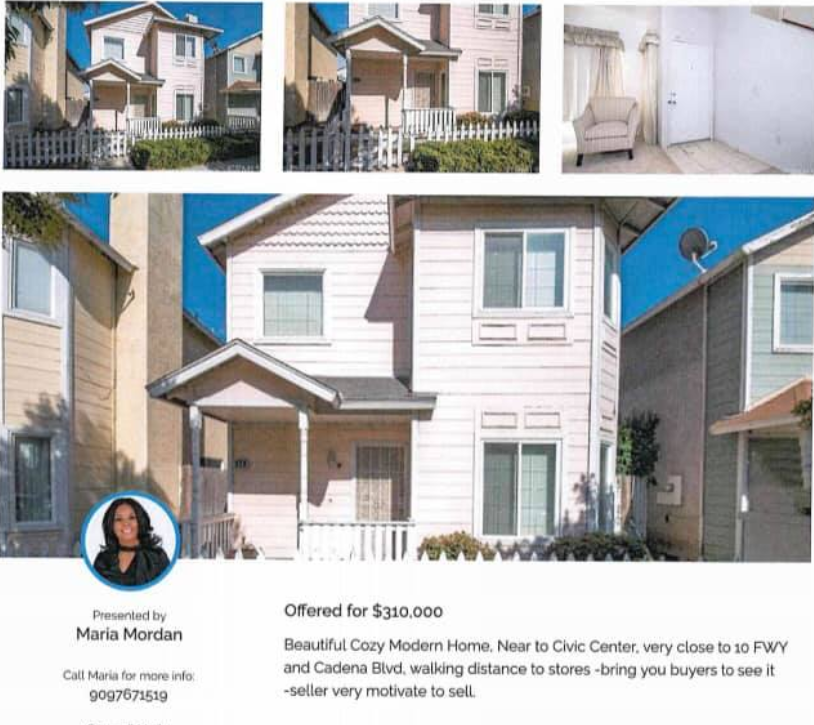 Offered for $310,000
Beautiful Cozy Modern Home, Near to Civic Center, very close to 10 FWY
and Cadena Blvd, walking distance to stores -bring you buyers to see it
-seller very motivate to sell.
Presented by
Maria Mordan
Call Maria for more info:
9097671519